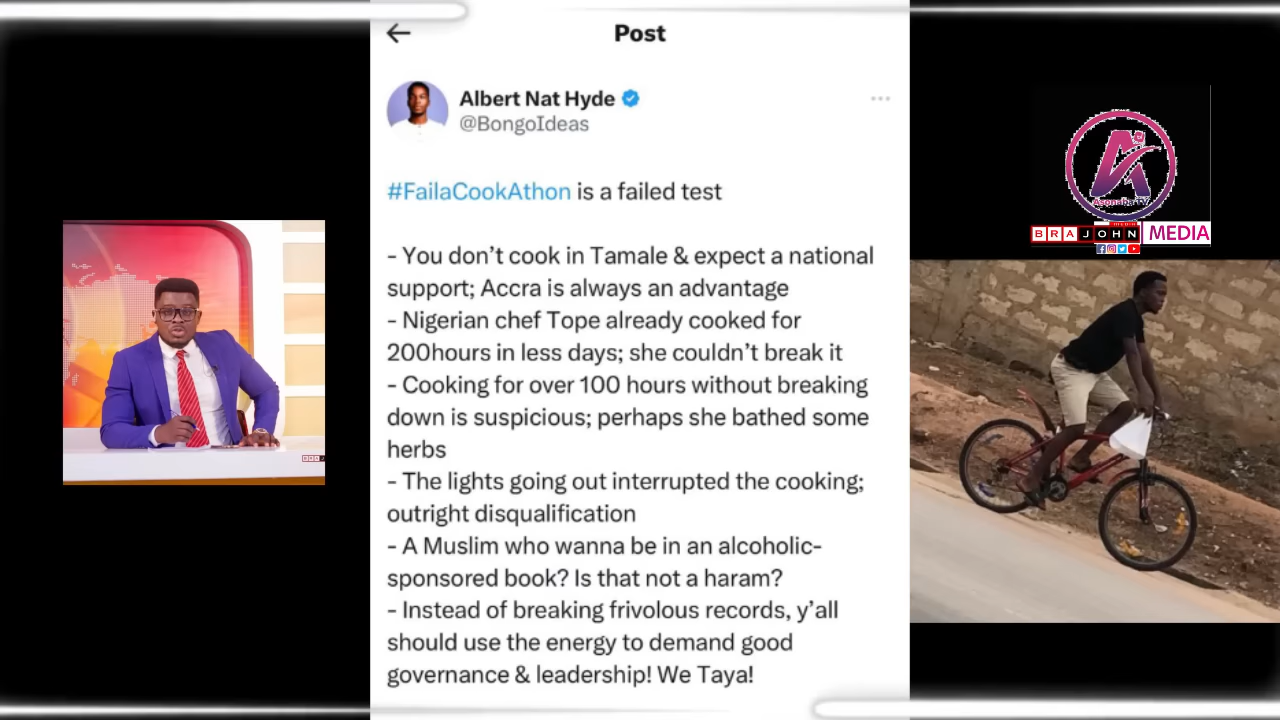 Post
Albert Nat Hyde
@BongoIdeas
#FailaCookAthon is a failed test
- You don’t cook in Tamale & expect a national
support; Accra is always an advantage
- Nigerian chef Tope already cooked for
200hours in less days; she couldn’t break it
- Cooking for over 100 hours without breaking
down is suspicious; perhaps she bathed some
herbs
- The lights going out interrupted the cooking;
outright disqualification
- A Muslim who wanna be in an alcoholic-
sponsored book? Is that not a haram?
- Instead of breaking frivolous records, y’all
should use the energy to demand good
governance & leadership! We Taya!
AsonabaTV
BRA JOHN MEDIA
BRA